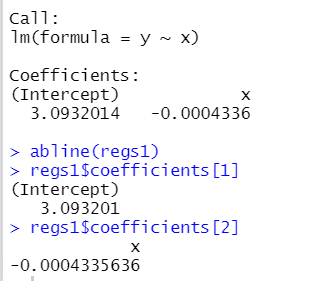 Call:
lm(formula = y ~ x)
Coefficients:
(Intercept)            x
  3.0932014   -0.0004336
> abline(regs1)
> regs1$coefficients[1]
(Intercept)
   3.093201
> regs1$coefficients[2]
            x
-0.0004335636